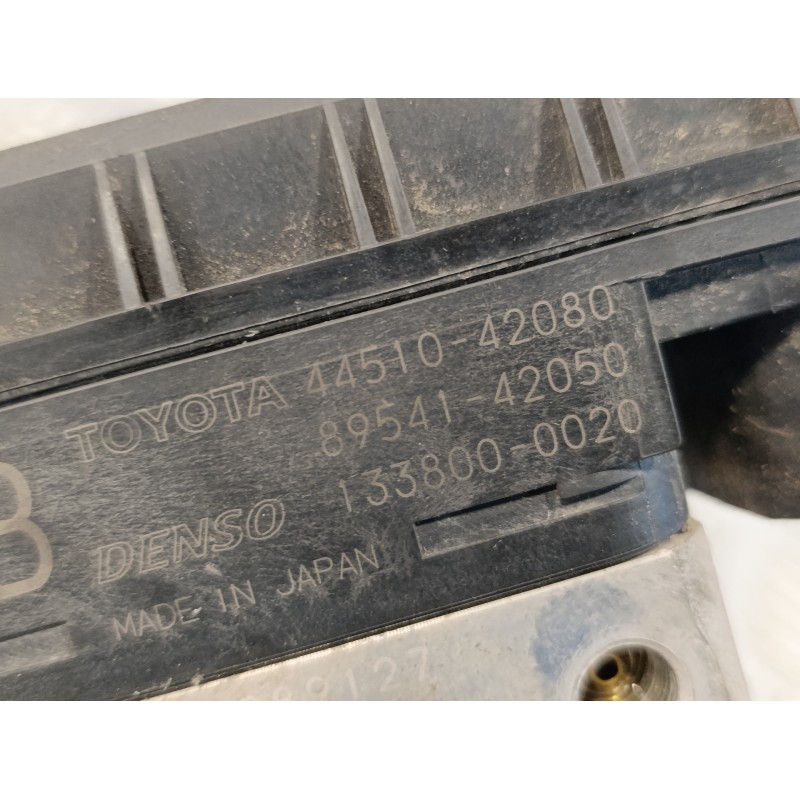 TOYOTA 44510-42080
89541-42050
DENSO 133800-0020
MADE IN JAPAN
B